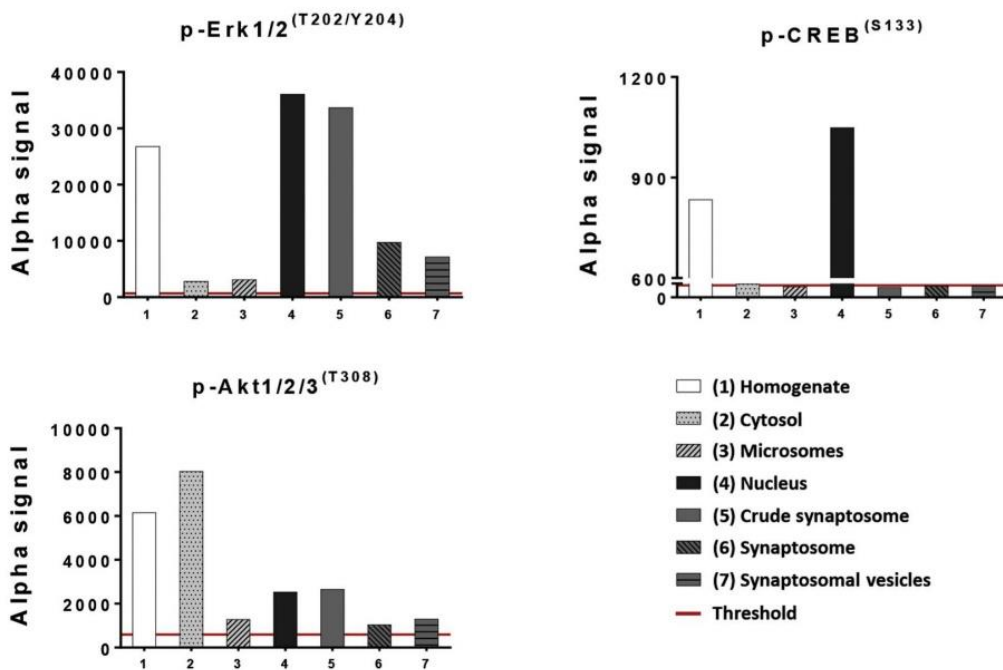 p-Erk1/2(T202/Y204)
Alpha signal
40000
30000
20000
10000
0
1 2 3 4 5 6 7
p-CREB(S133)
Alpha signal
1200
900
600
0
1 2 3 4 5 6 7
p-Akt1/2/3(T308)
Alpha signal
10000
8000
6000
4000
2000
0
1 2 3 4 5 6 7
(1) Homogenate
(2) Cytosol
(3) Microsomes
(4) Nucleus
(5) Crude synaptosome
(6) Synaptosome
(7) Synaptosomal vesicles
Threshold